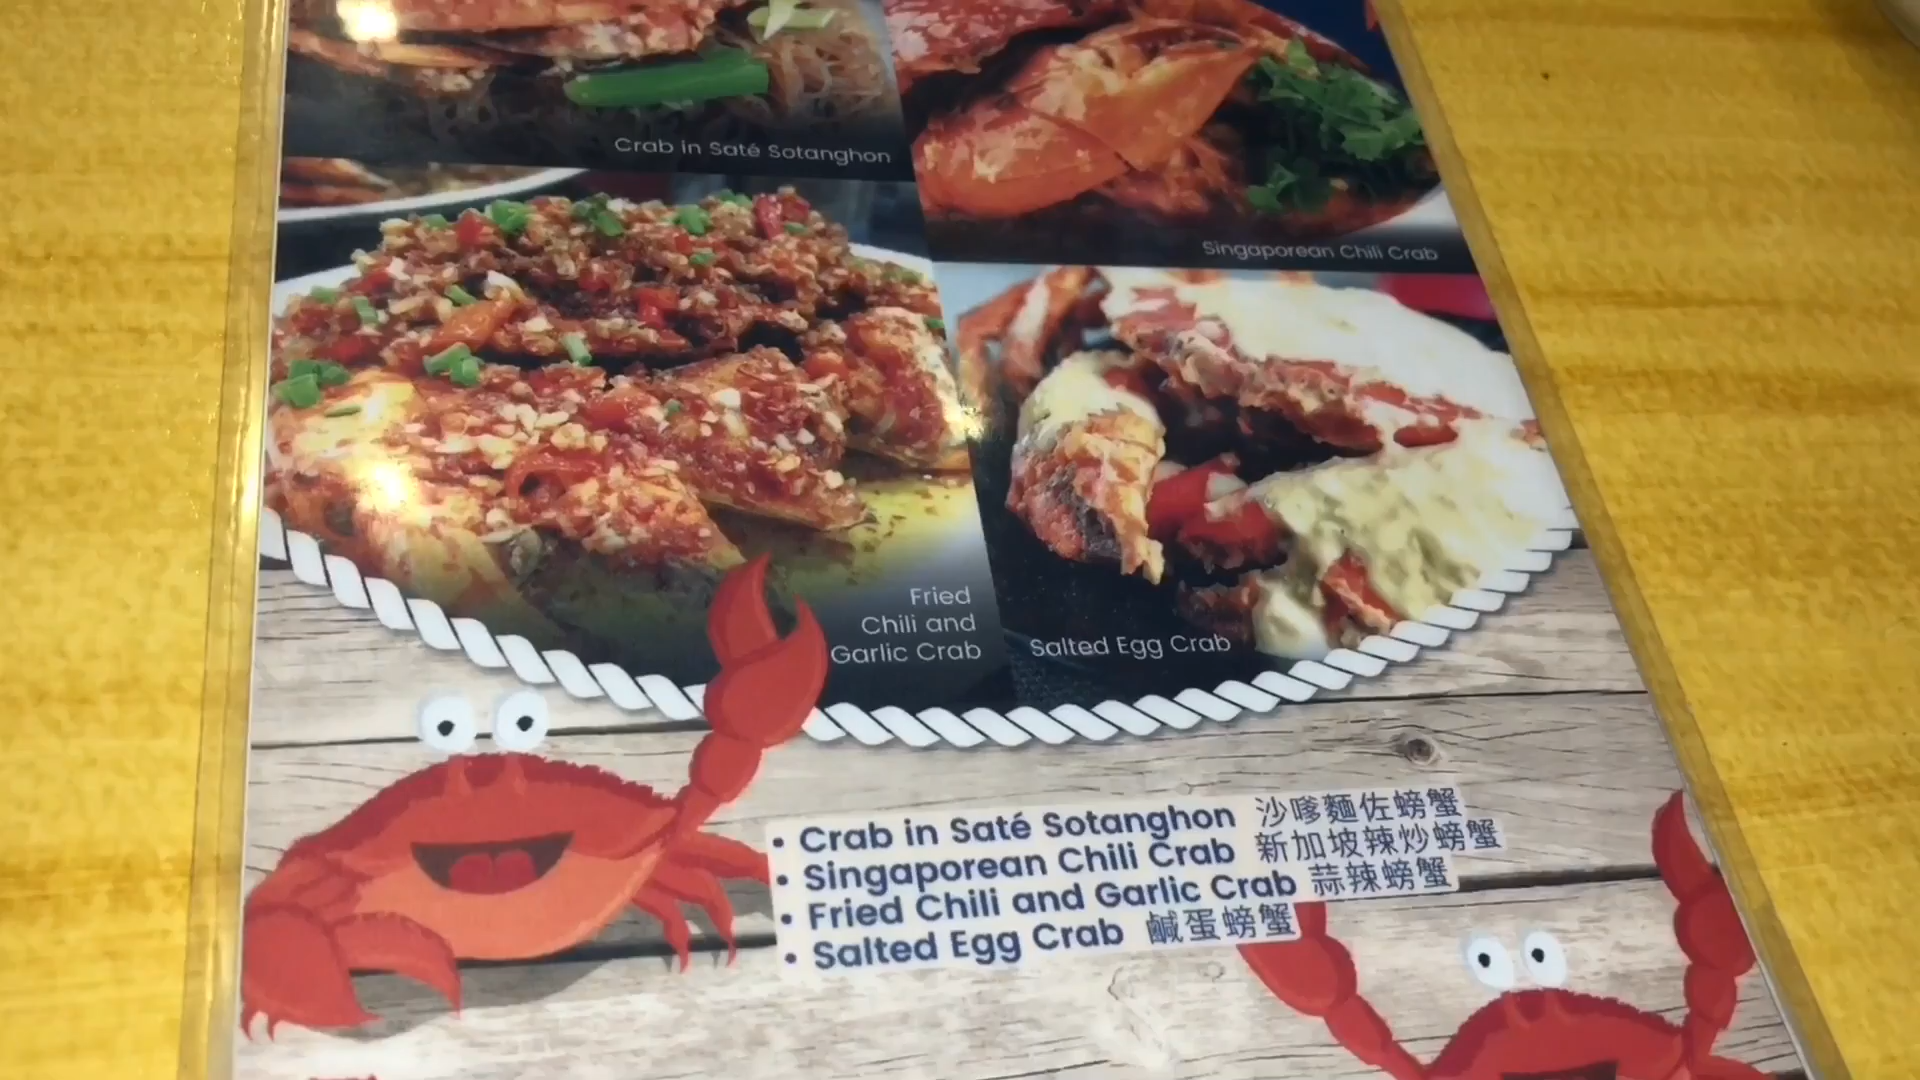 Crab in Saté Sotanghon
Singaporean Chili Crab
Fried
Chili and
Garlic Crab
Salted Egg Crab
• Crab in Saté Sotanghon 沙嗲麵佐螃蟹
• Singaporean Chili Crab 新加坡辣炒螃蟹
• Fried Chili and Garlic Crab 蒜辣螃蟹
• Salted Egg Crab 鹹蛋螃蟹